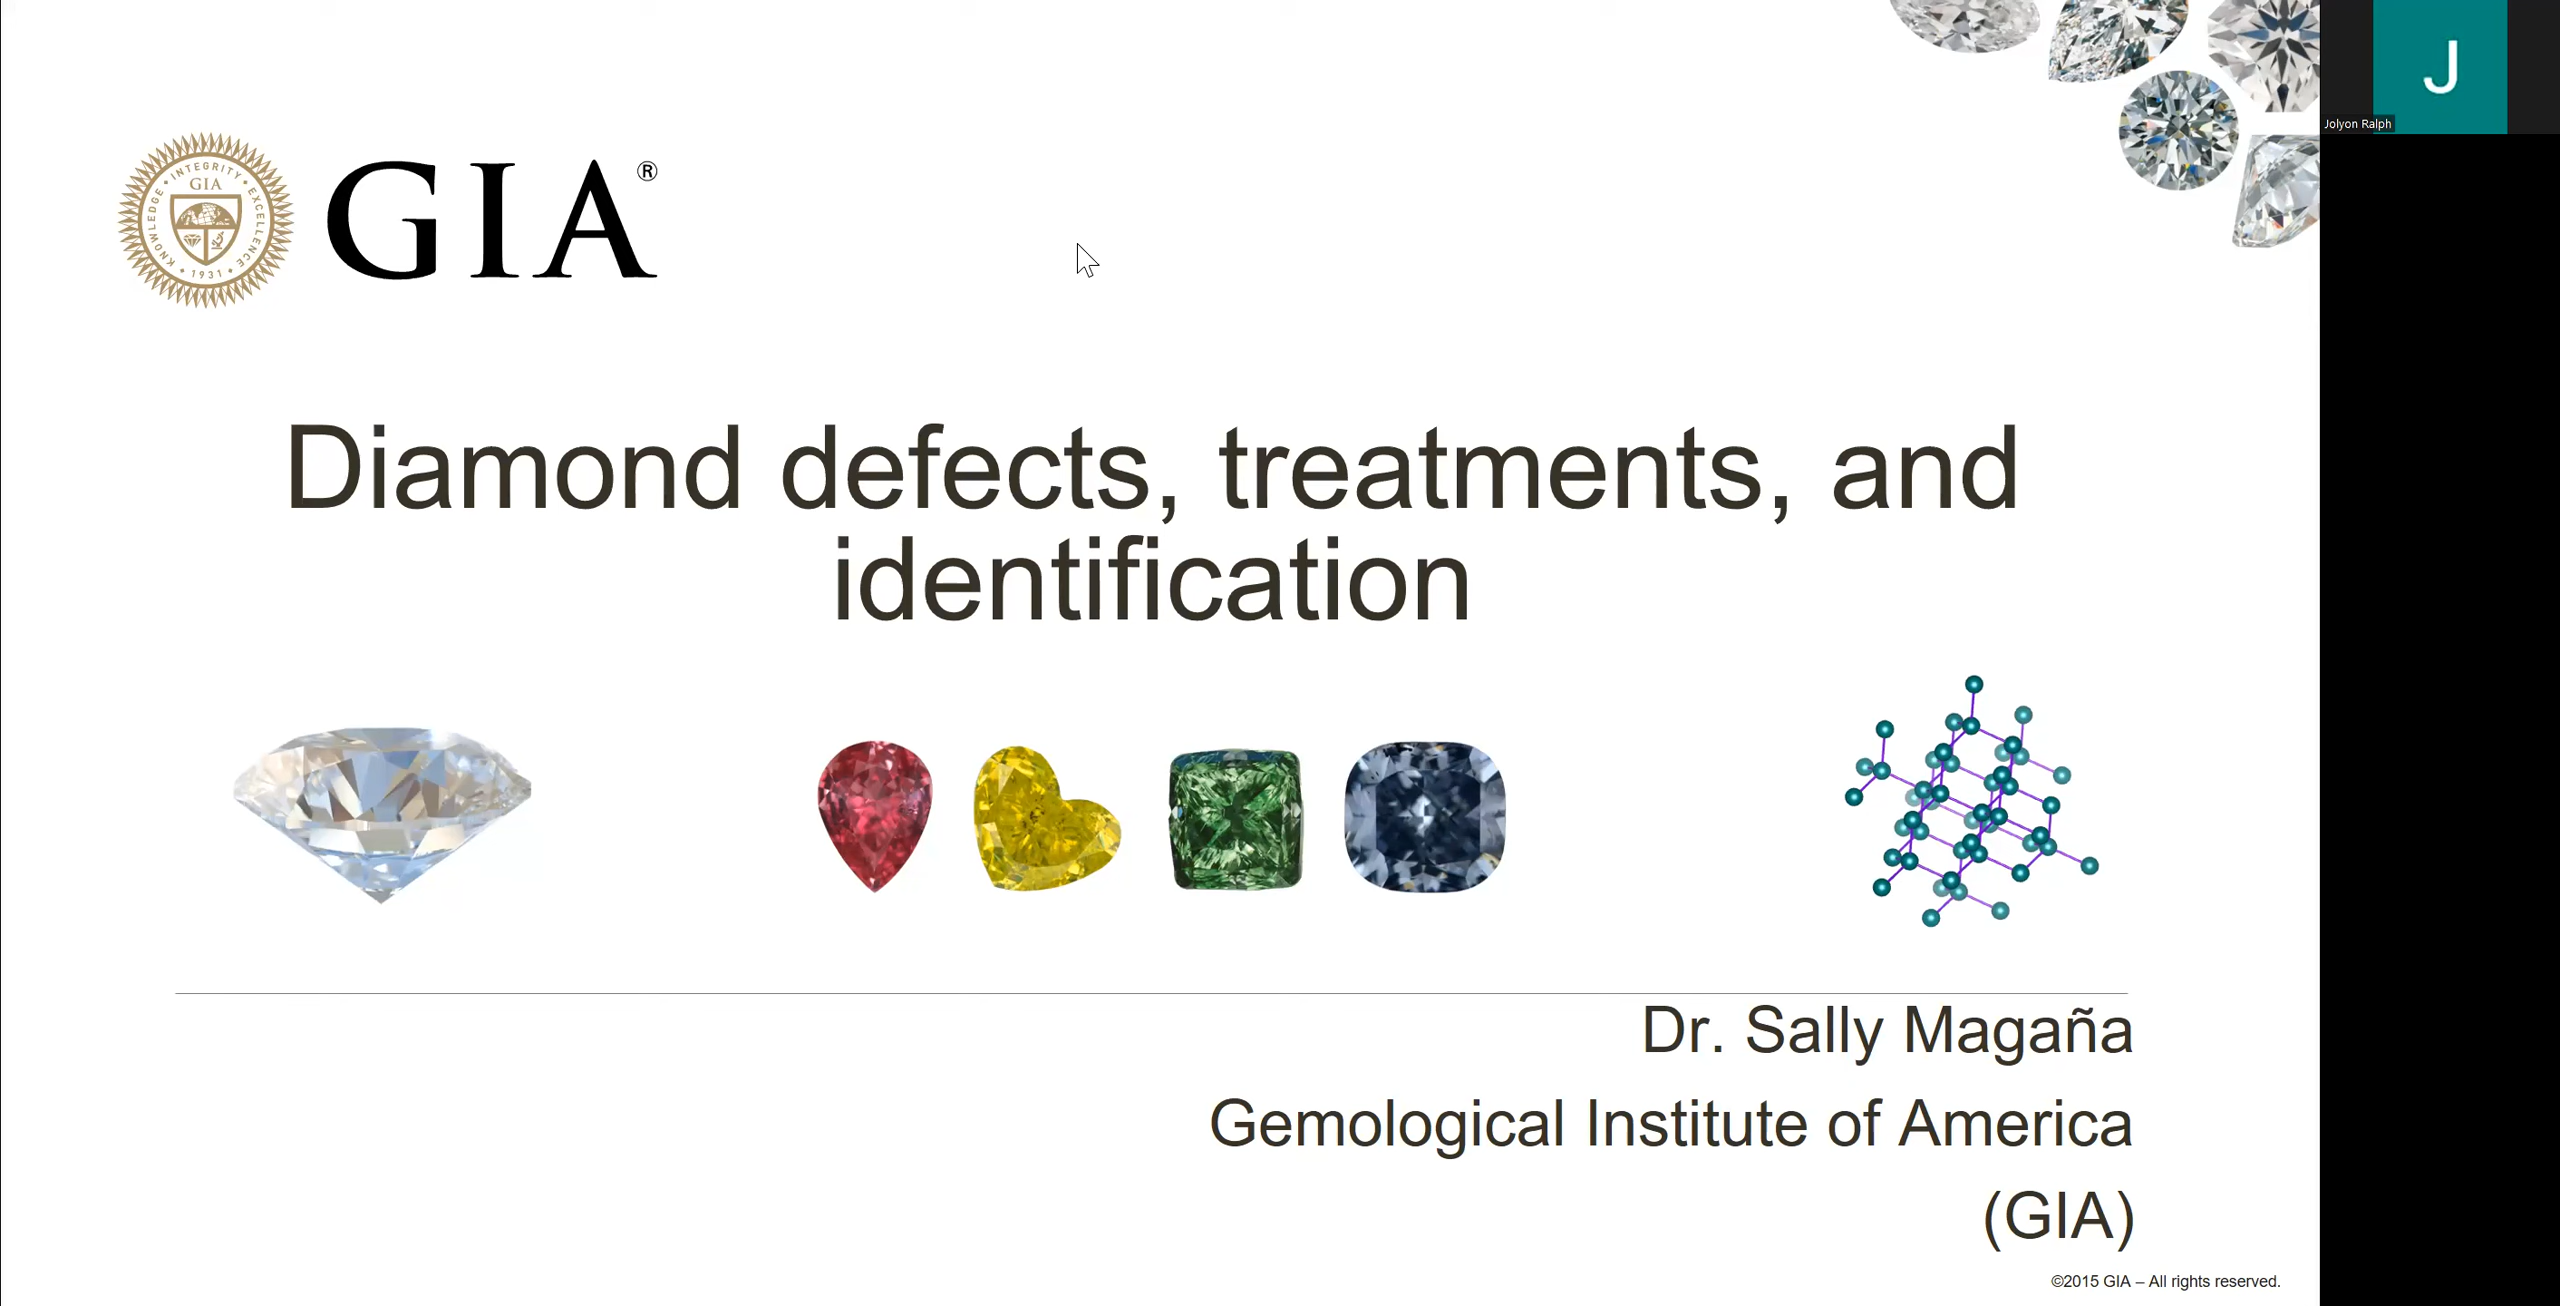 KNOWLEDGE • INTEGRITY • EXCELLENCE
GIA
• 1931 •
GIA®
Diamond defects, treatments, and
identification
Dr. Sally Magaña
Gemological Institute of America
(GIA)
©2015 GIA – All rights reserved.
J
Jolyon Ralph